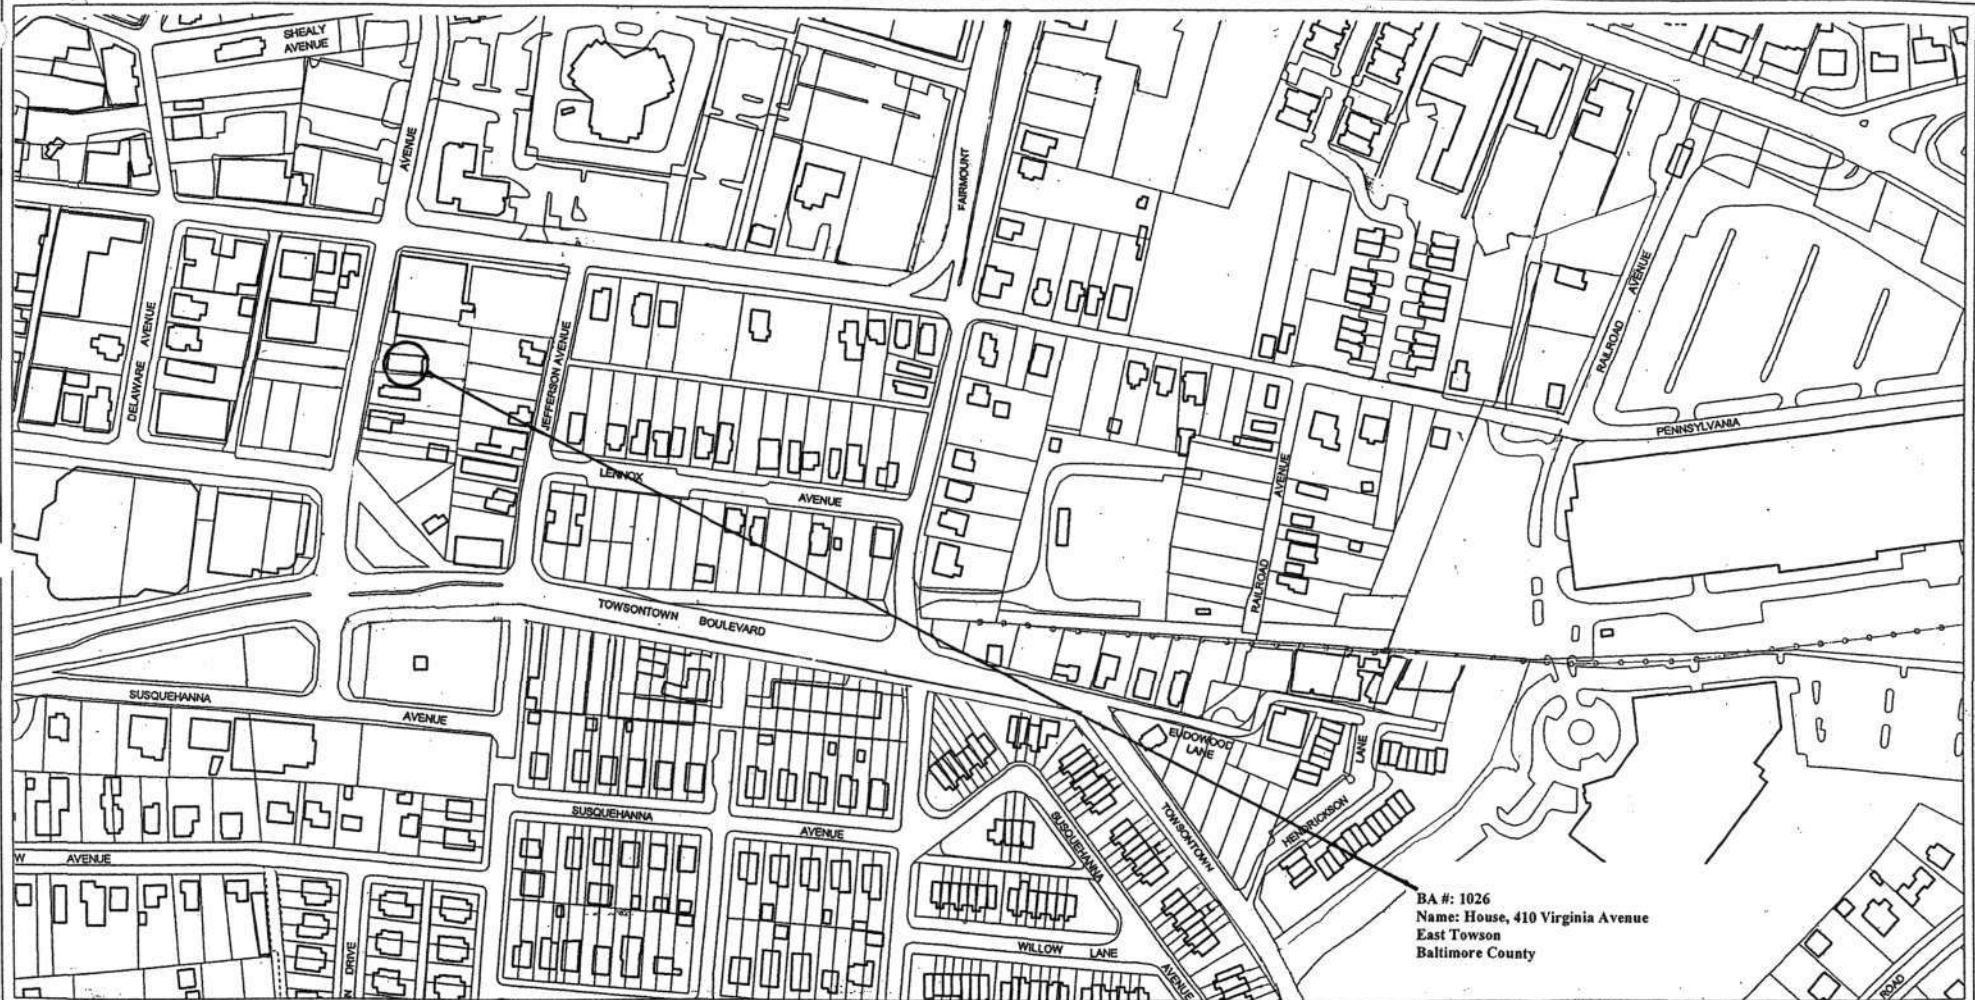 SHEALY
AVENUE
AVENUE
FAIRMOUNT
DELAWARE AVENUE
JEFFERSON AVENUE
RAILROAD AVENUE
PENNSYLVANIA
LENNOX AVENUE
RAILROAD AVENUE
TOWSONTOWN BOULEVARD
SUSQUEHANNA AVENUE
EUDOWOOD
LANE
HENDRICKSON LANE
SUSQUEHANNA AVENUE
SUSQUEHANNA AVENUE
TOWSONTOWN
W AVENUE
N DRIVE
WILLOW LANE
ROAD
BA #: 1026
Name: House, 410 Virginia Avenue
East Towson
Baltimore County